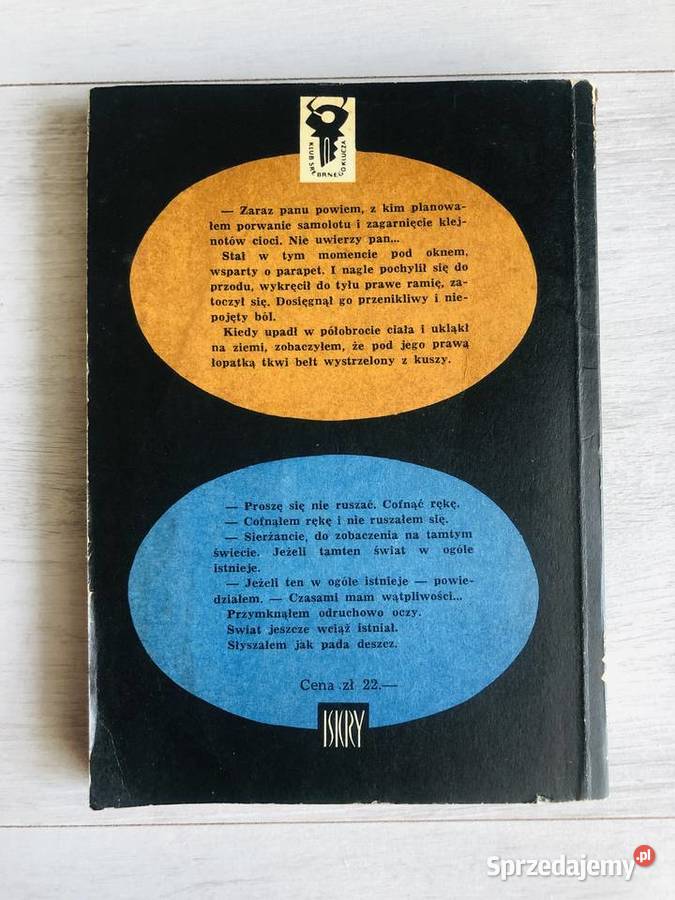 KLUB SREBRNEGO KLUCZA
— Zaraz panu powiem, z kim planowa-
łem porwanie samolotu i zagarnięcie klej-
notów cioci. Nie uwierzy pan...
Stał w tym momencie pod oknem,
wsparty o parapet. I nagle pochylił się do
przodu, wykręcił do tyłu prawe ramię, za-
toczył się. Dosięgnął go przenikliwy i nie-
pojęty ból.
Kiedy upadł w półobrocie ciała i ukląkł
na ziemi, zobaczyłem, że pod jego prawą
łopatką tkwi bełt wystrzelony z kuszy.
— Proszę się nie ruszać. Cofnąć rękę.
— Cofnąłem rękę i nie ruszałem się.
— Sierżancie, do zobaczenia na tamtym
świecie. Jeżeli tamten świat w ogóle
istnieje.
— Jeżeli ten w ogóle istnieje — powie-
działem. — Czasami mam wątpliwości...
Przymknąłem odruchowo oczy.
Świat jeszcze wciąż istniał.
Słyszałem jak pada deszcz.
Cena zł 22.—
ISKRY
Sprzedajemy.pl